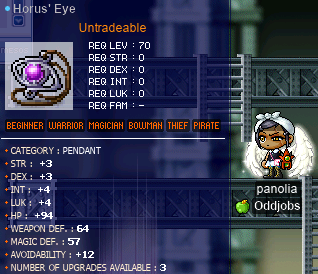 Horus' Eye
Untradeable
REQ LEV : 70
REQ STR : 0
REQ DEX : 0
REQ INT : 0
REQ LUK : 0
REQ FAM : -
BEGINNER WARRIOR MAGICIAN BOWMAN THIEF PIRATE
CATEGORY : PENDANT
STR : +3
DEX : +3
INT : +4
LUK : +4
HP : +94
WEAPON DEF. : 64
MAGIC DEF. : 57
AVOIDABILITY : +12
NUMBER OF UPGRADES AVAILABLE : 3
panolia
Oddjobs